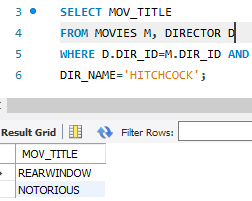 3 SELECT MOV_TITLE
4 FROM MOVIES M, DIRECTOR D
5 WHERE D.DIR_ID=M.DIR_ID AND
6 DIR_NAME='HITCHCOCK';
Result Grid Filter Rows:
MOV_TITLE
REARWINDOW
NOTORIOUS